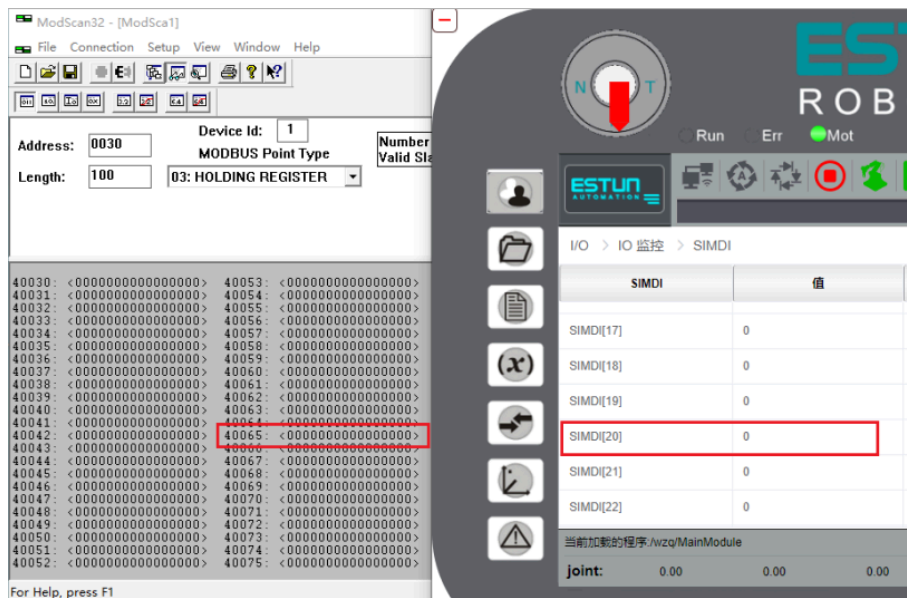 ModScan32 - [ModSca1]
File Connection Setup View Window Help
Address: 0030
Device Id: 1
MODBUS Point Type
Number
Valid Sla
Length: 100
03: HOLDING REGISTER
40030: <0000000000000000> 40053: <0000000000000000>
40031: <0000000000000000> 40054: <0000000000000000>
40032: <0000000000000000> 40055: <0000000000000000>
40033: <0000000000000000> 40056: <0000000000000000>
40034: <0000000000000000> 40057: <0000000000000000>
40035: <0000000000000000> 40058: <0000000000000000>
40036: <0000000000000000> 40059: <0000000000000000>
40037: <0000000000000000> 40060: <0000000000000000>
40038: <0000000000000000> 40061: <0000000000000000>
40039: <0000000000000000> 40062: <0000000000000000>
40040: <0000000000000000> 40063: <0000000000000000>
40041: <0000000000000000> 40064: <0000000000000000>
40042: <0000000000000000> 40065: <0000000000000000>
40043: <0000000000000000> 40066: <0000000000000000>
40044: <0000000000000000> 40067: <0000000000000000>
40045: <0000000000000000> 40068: <0000000000000000>
40046: <0000000000000000> 40069: <0000000000000000>
40047: <0000000000000000> 40070: <0000000000000000>
40048: <0000000000000000> 40071: <0000000000000000>
40049: <0000000000000000> 40072: <0000000000000000>
40050: <0000000000000000> 40073: <0000000000000000>
40051: <0000000000000000> 40074: <0000000000000000>
40052: <0000000000000000> 40075: <0000000000000000>
For Help, press F1
N T
EST
ROB
Run Err Mot
ESTUN
AUTOMATION
I/O > IO 监控 > SIMDI
SIMDI 值
SIMDI[17] 0
SIMDI[18] 0
SIMDI[19] 0
SIMDI[20] 0
SIMDI[21] 0
SIMDI[22] 0
当前加载的程序:/wzq/MainModule
joint: 0.00 0.00 0.00